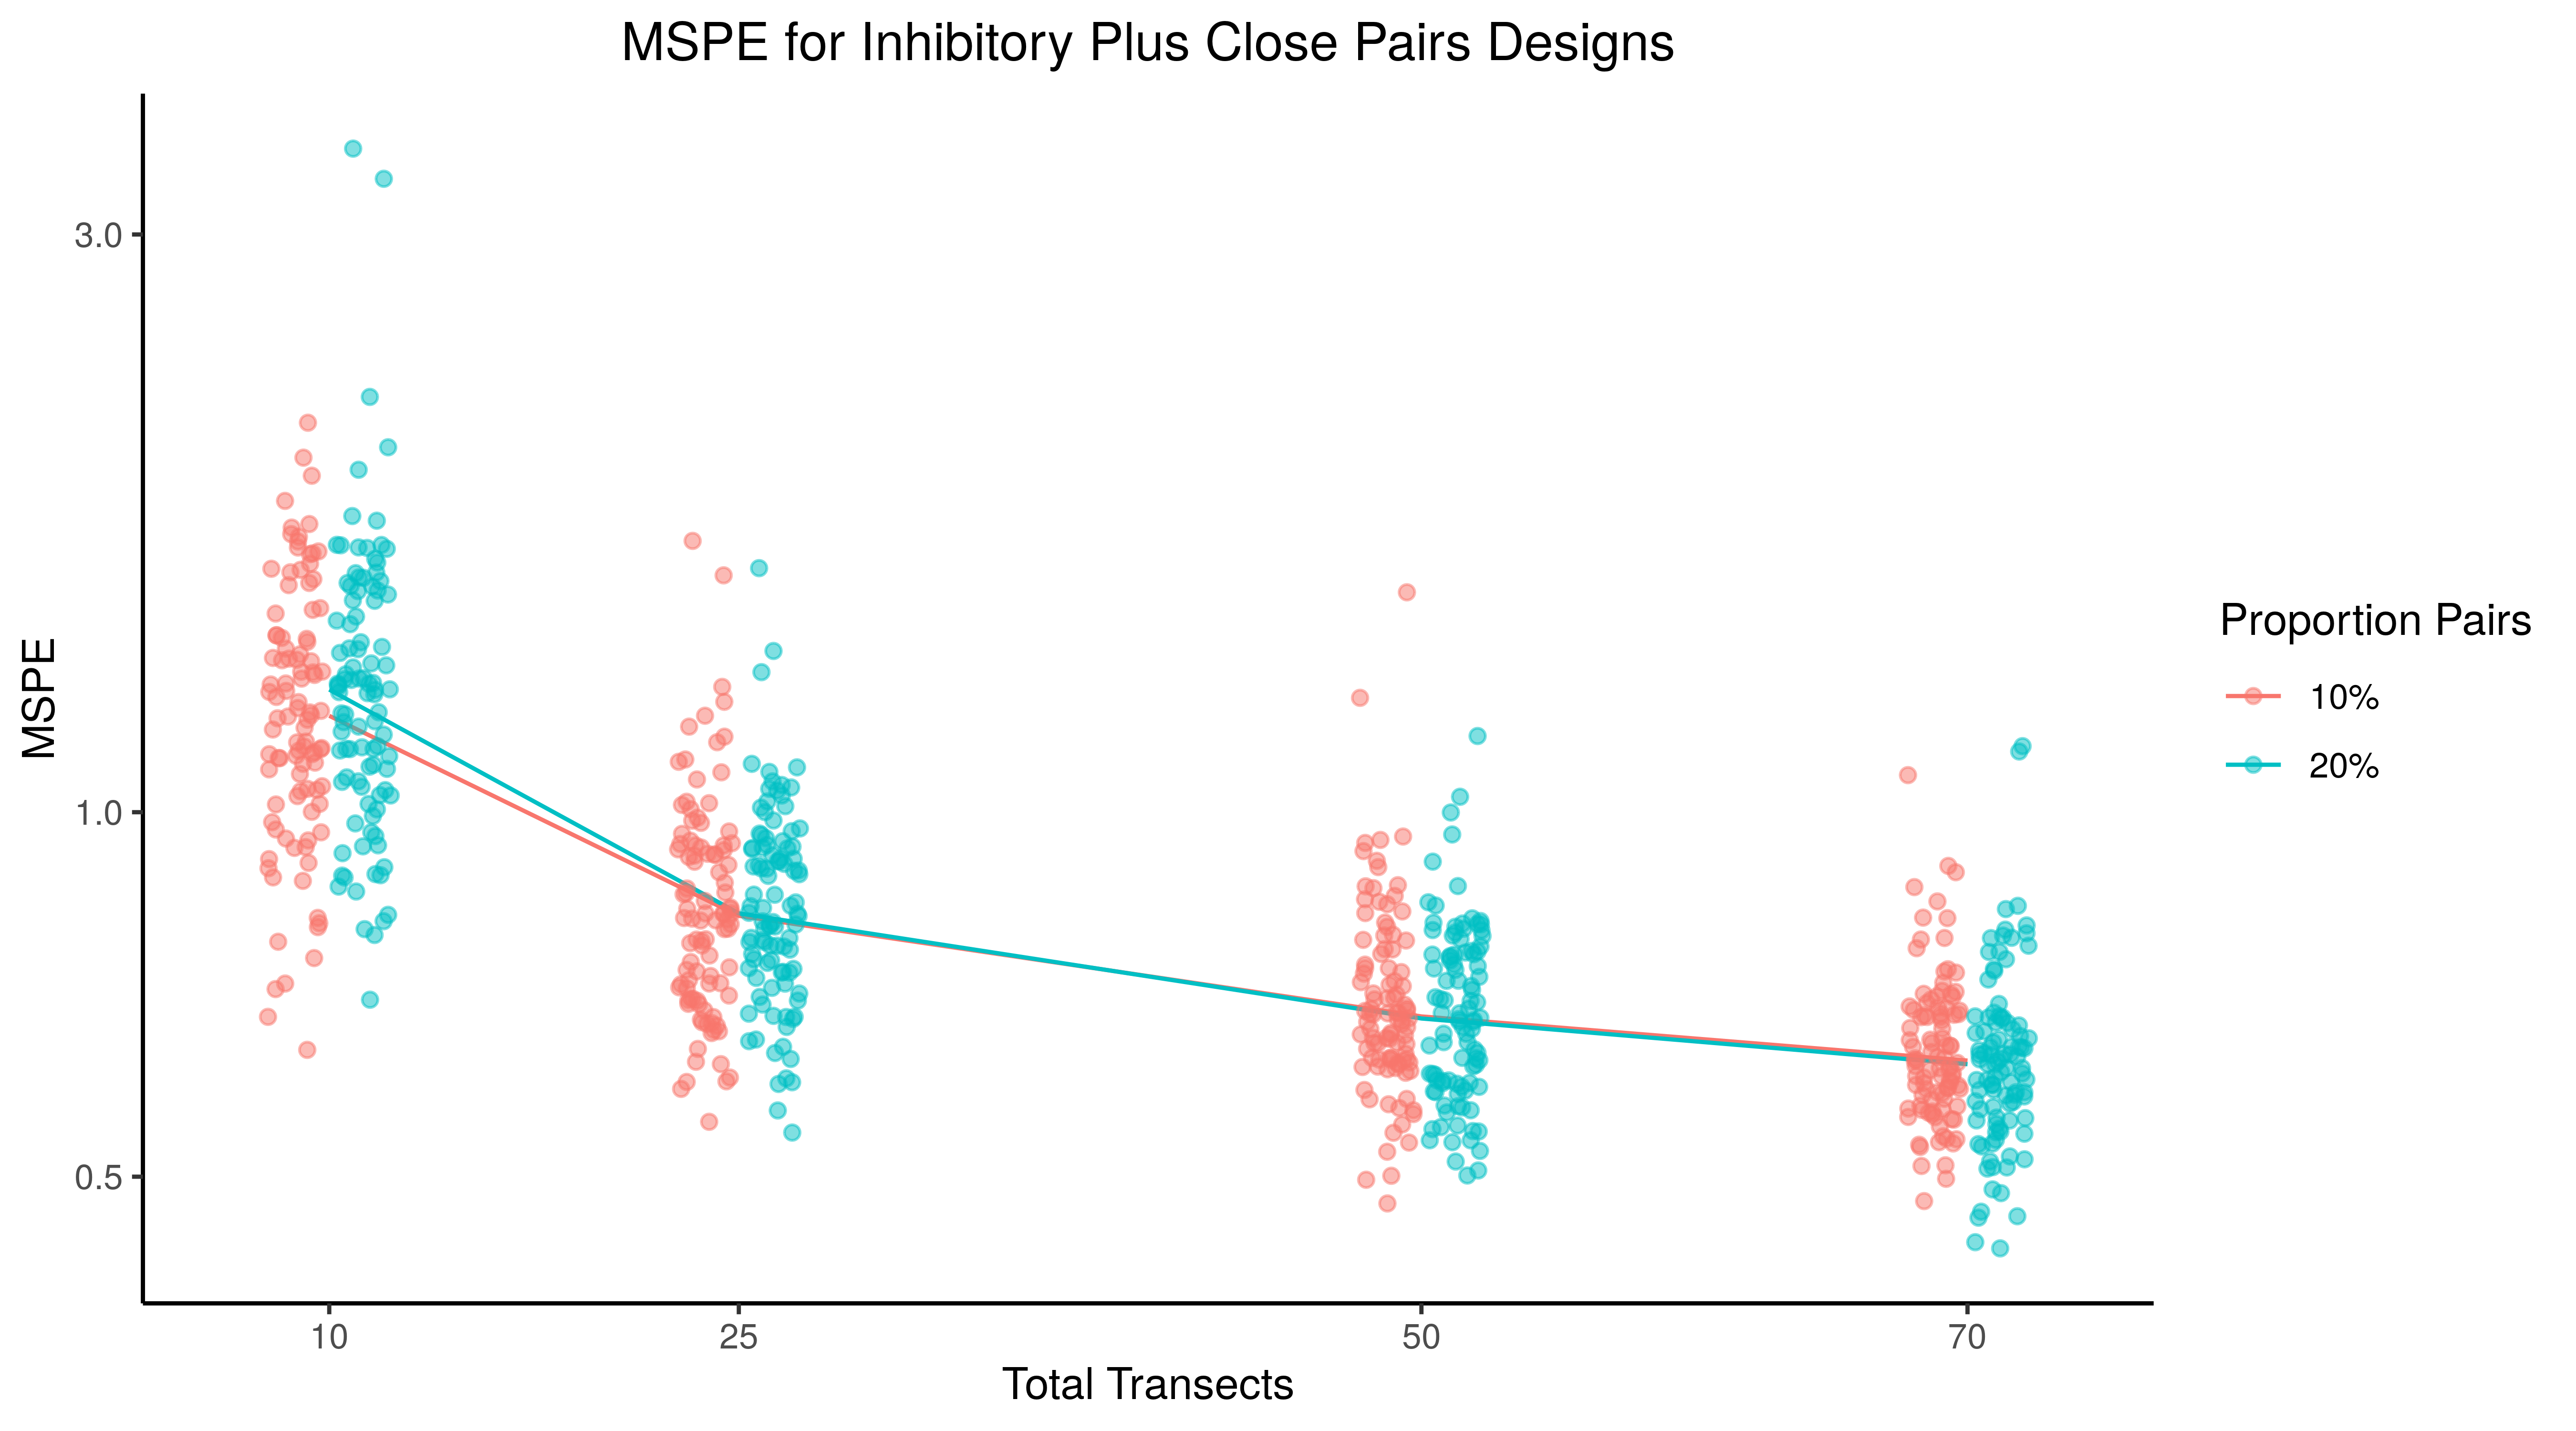 MSPE for Inhibitory Plus Close Pairs Designs
MSPE
3.0
1.0
0.5
10
25
50
70
Total Transects
Proportion Pairs
10%
20%